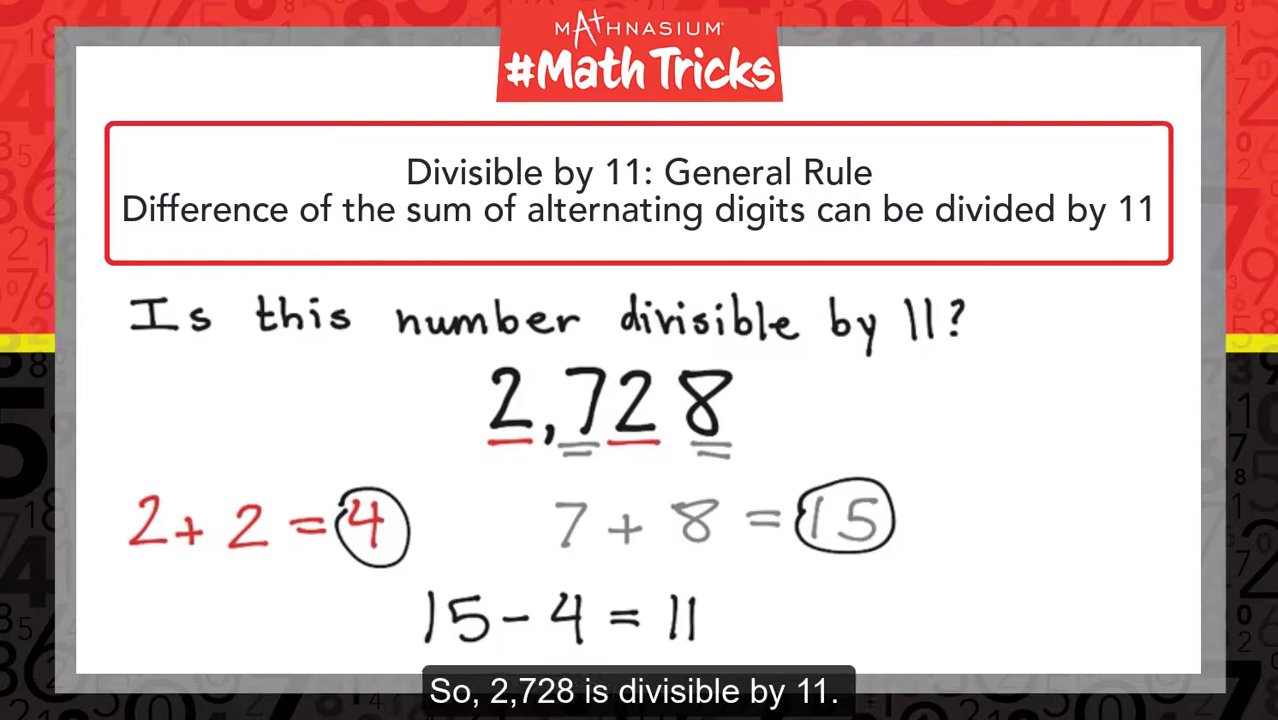 MATHNASIUM
#MathTricks
Divisible by 11: General Rule
Difference of the sum of alternating digits can be divided by 11
Is this number divisible by 11?
2,728
2 + 2 = 4 7 + 8 = 15
15 - 4 = 11
So, 2,728 is divisible by 11.